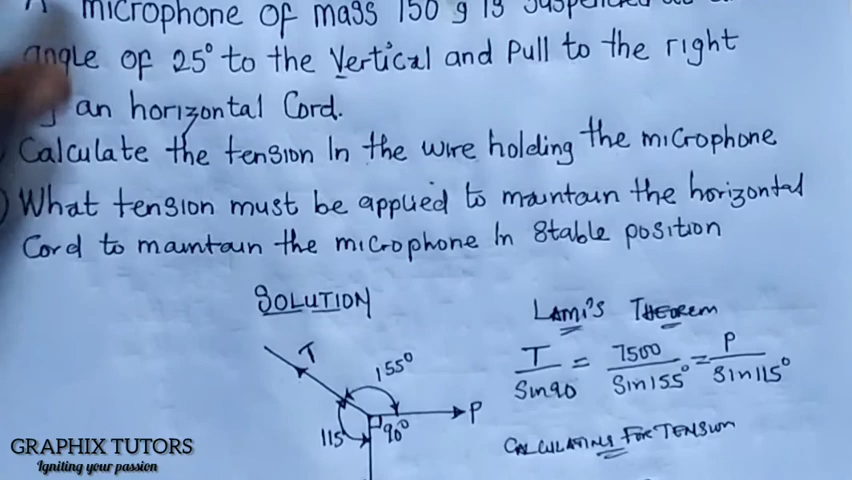 microphone of mass 150 g is suspended
angle of 25° to the vertical and Pull to the right
an horizontal Cord.
Calculate the tension In the wire holding the microphone
What tension must be applied to maintain the horizontal
Cord to maintain the microphone In stable position
SOLUTION
LAMI'S THEOREM
T/Sin90 = 7500/Sin155° = P/Sin115°
T
155°
P
115
90°
CALCULATING FOR TENSION
GRAPHIX TUTORS
Igniting your passion